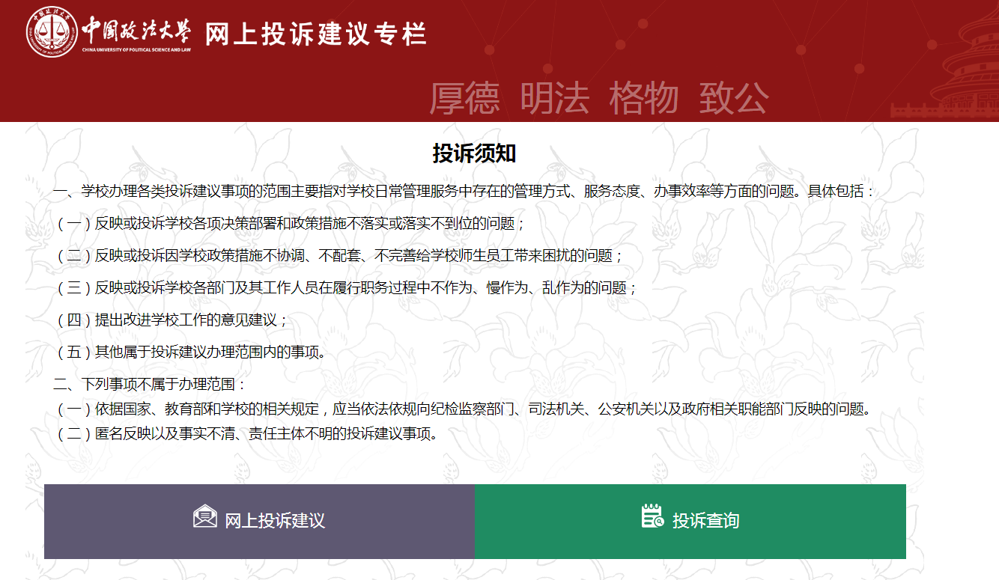 中国政法大学 网上投诉建议专栏
CHINA UNIVERSITY OF POLITICAL SCIENCE AND LAW
厚德 明法 格物 致公
投诉须知
一、学校办理各类投诉建议事项的范围主要指对学校日常管理服务中存在的管理方式、服务态度、办事效率等方面的问题。具体包括：
（一）反映或投诉学校各项决策部署和政策措施不落实或落实不到位的问题；
（二）反映或投诉因学校政策措施不协调、不配套、不完善给学校师生员工带来困扰的问题；
（三）反映或投诉学校各部门及其工作人员在履行职务过程中不作为、慢作为、乱作为的问题；
（四）提出改进学校工作的意见建议；
（五）其他属于投诉建议办理范围内的事项。
二、下列事项不属于办理范围：
（一）依据国家、教育部和学校的相关规定，应当依法依规向纪检监察部门、司法机关、公安机关以及政府相关职能部门反映的问题。
（二）匿名反映以及事实不清、责任主体不明的投诉建议事项。
网上投诉建议
投诉查询